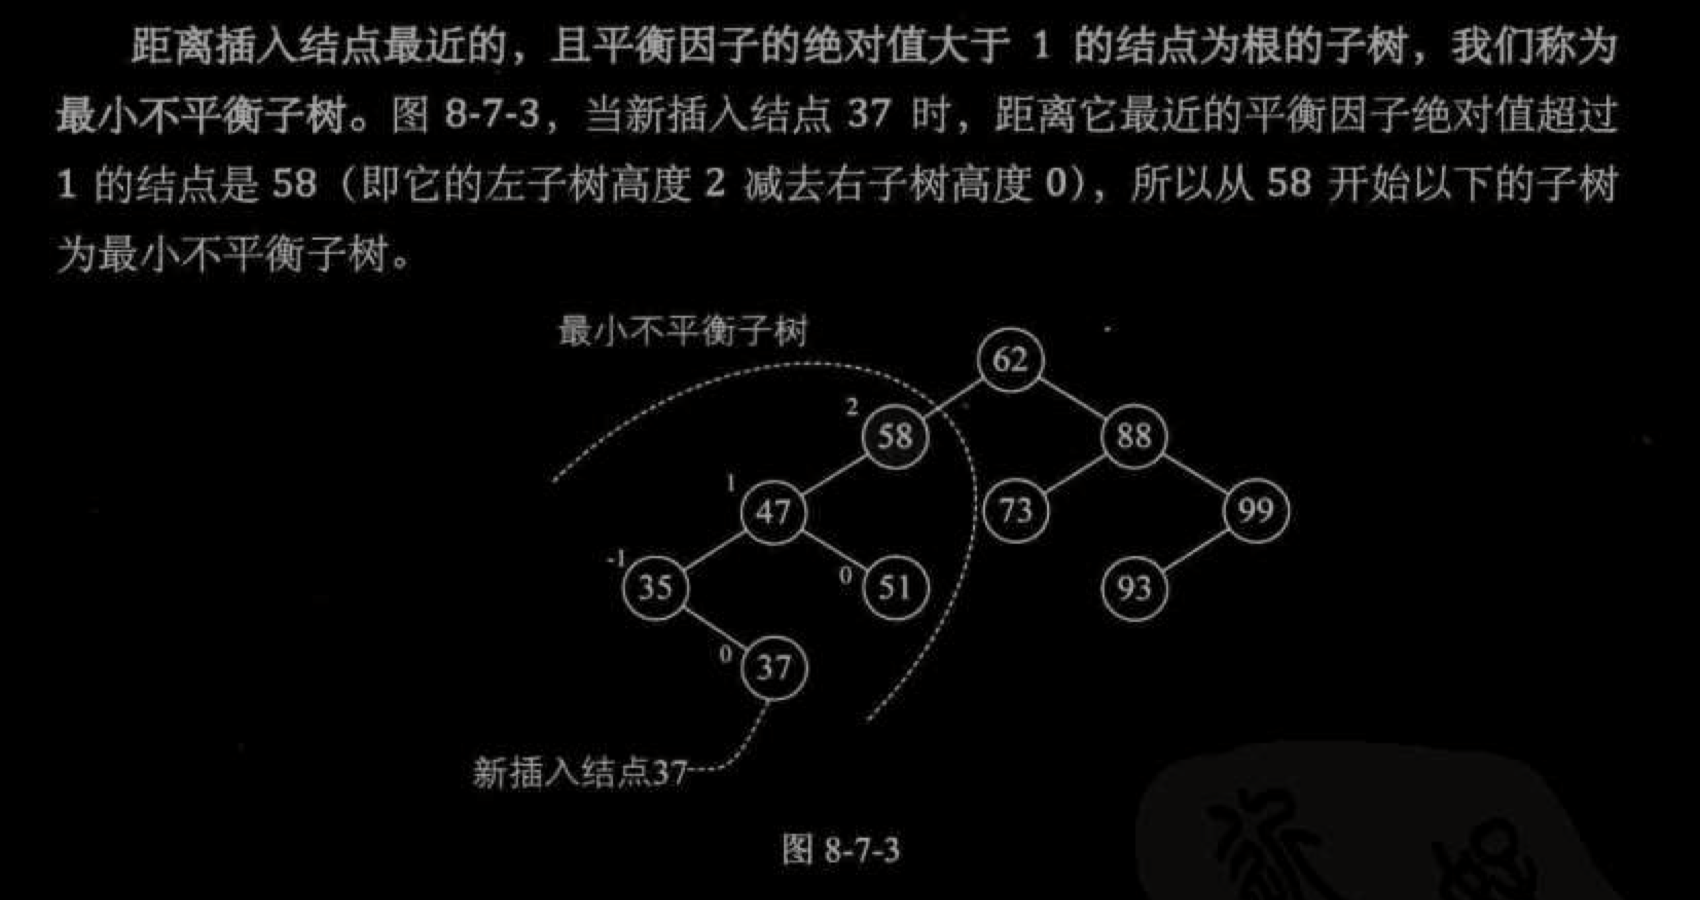 距离插入结点最近的，且平衡因子的绝对值大于 1 的结点为根的子树，我们称为
最小不平衡子树。图 8-7-3，当新插入结点 37 时，距离它最近的平衡因子绝对值超过
1 的结点是 58（即它的左子树高度 2 减去右子树高度 0），所以从 58 开始以下的子树
为最小不平衡子树。
最小不平衡子树
62
2
58
88
1
47
73
99
-1
35
0
51
93
0
37
新插入结点37
图 8-7-3